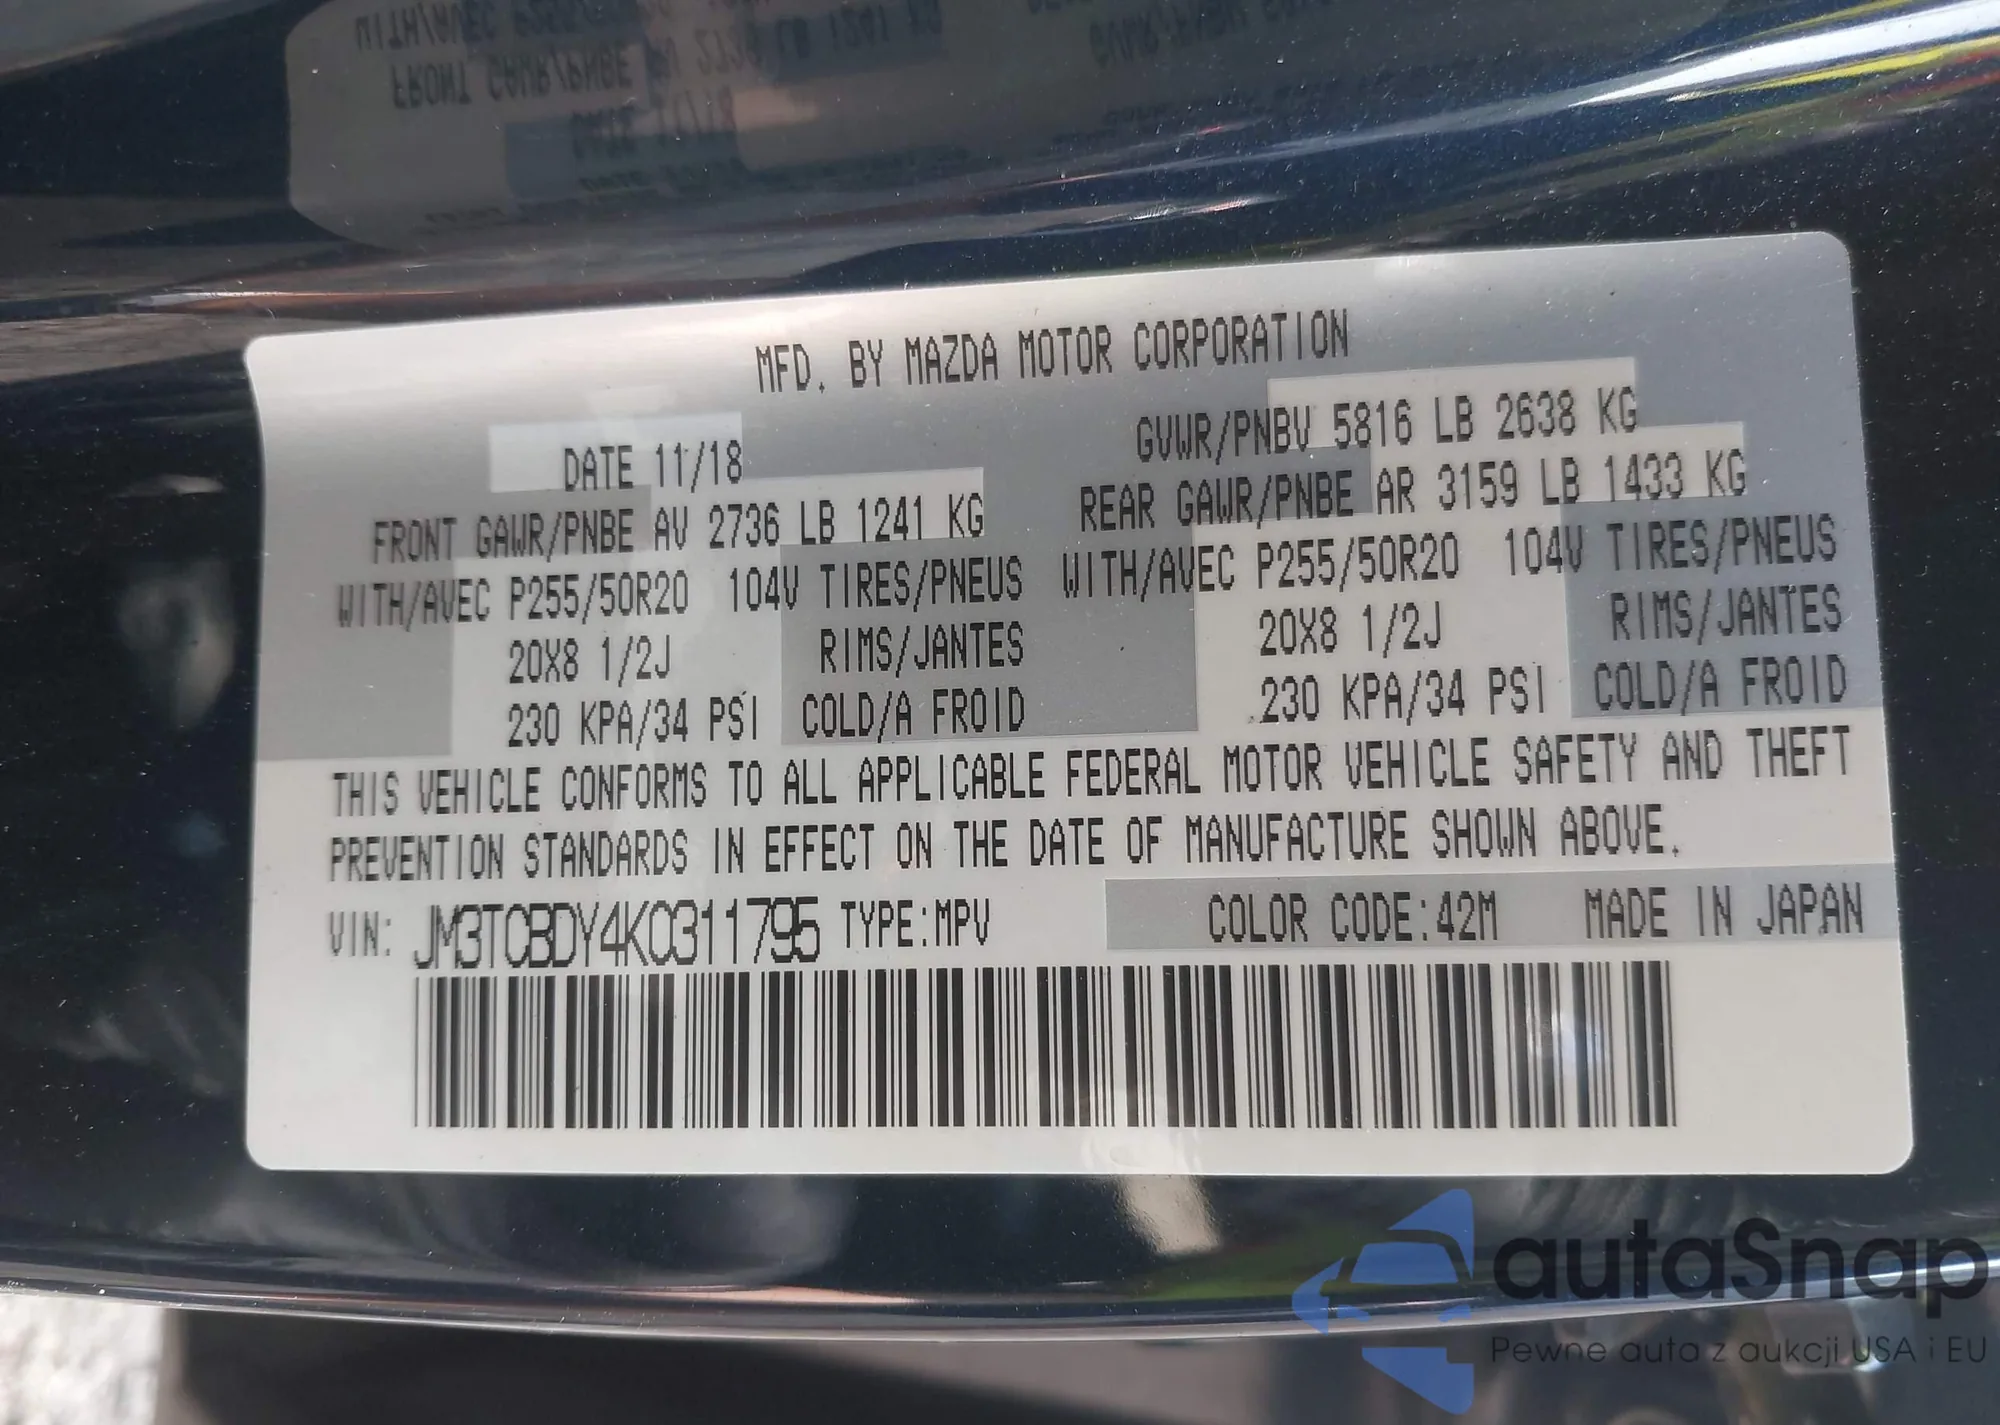 MFD. BY MAZDA MOTOR CORPORATION
DATE 11/18 GVWR/PNBV 5816 LB 2638 KG
FRONT GAWR/PNBE AV 2736 LB 1241 KG REAR GAWR/PNBE AR 3159 LB 1433 KG
WITH/AVEC P255/50R20 104V TIRES/PNEUS WITH/AVEC P255/50R20 104V TIRES/PNEUS
20X8 1/2J RIMS/JANTES 20X8 1/2J RIMS/JANTES
230 KPA/34 PSI COLD/A FROID 230 KPA/34 PSI COLD/A FROID
THIS VEHICLE CONFORMS TO ALL APPLICABLE FEDERAL MOTOR VEHICLE SAFETY AND THEFT
PREVENTION STANDARDS IN EFFECT ON THE DATE OF MANUFACTURE SHOWN ABOVE.
VIN: JM3TCBDY4K0311795 TYPE:MPV COLOR CODE:42M MADE IN JAPAN
autaSnap
Pewne auta z aukcji USA i EU